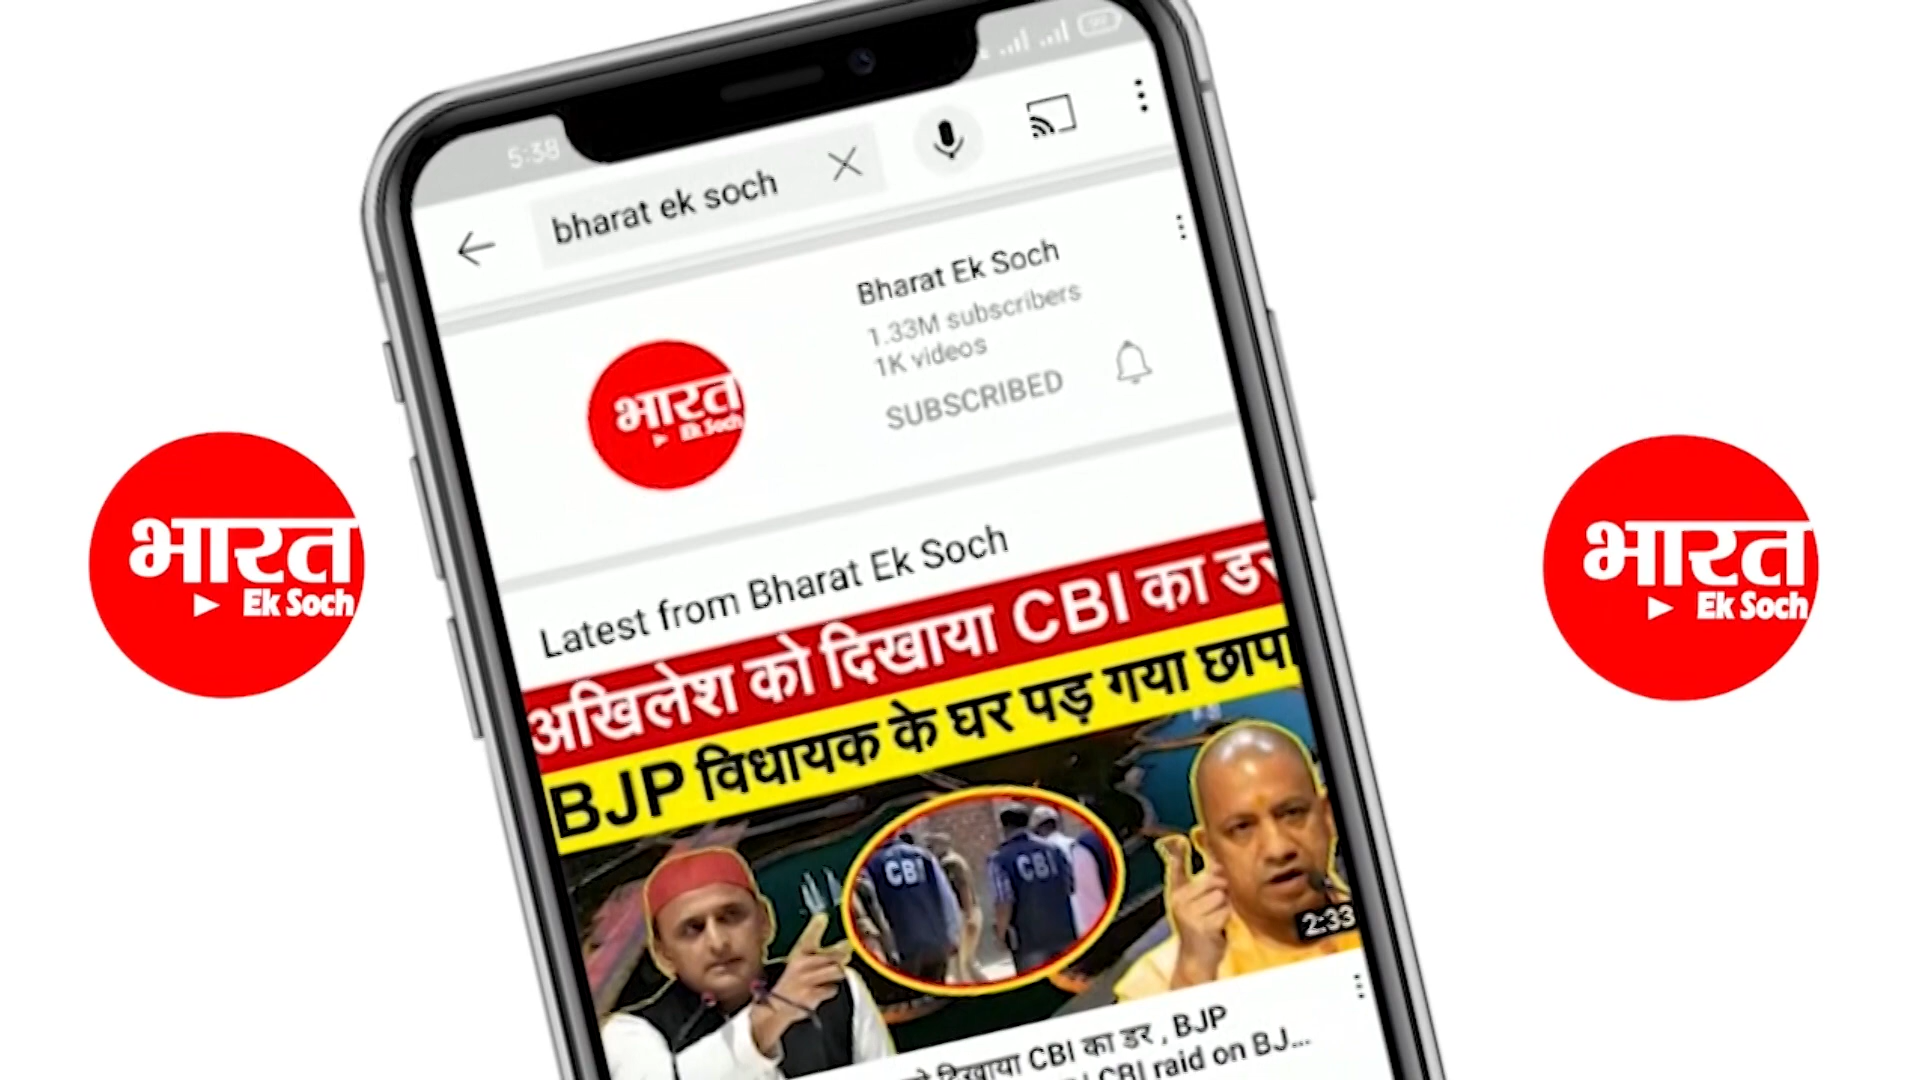 5:38
bharat ek soch
Bharat Ek Soch
1.33M subscribers
1K videos
SUBSCRIBED
भारत
Ek Soch
भारत
Ek Soch
भारत
Ek Soch
Latest from Bharat Ek Soch
अखिलेश को दिखाया CBI का डर
BJP विधायक के घर पड़ गया छापा
CBI
CBI
2:33
दिखाया CBI का डर , BJP
CBI raid on BJ...